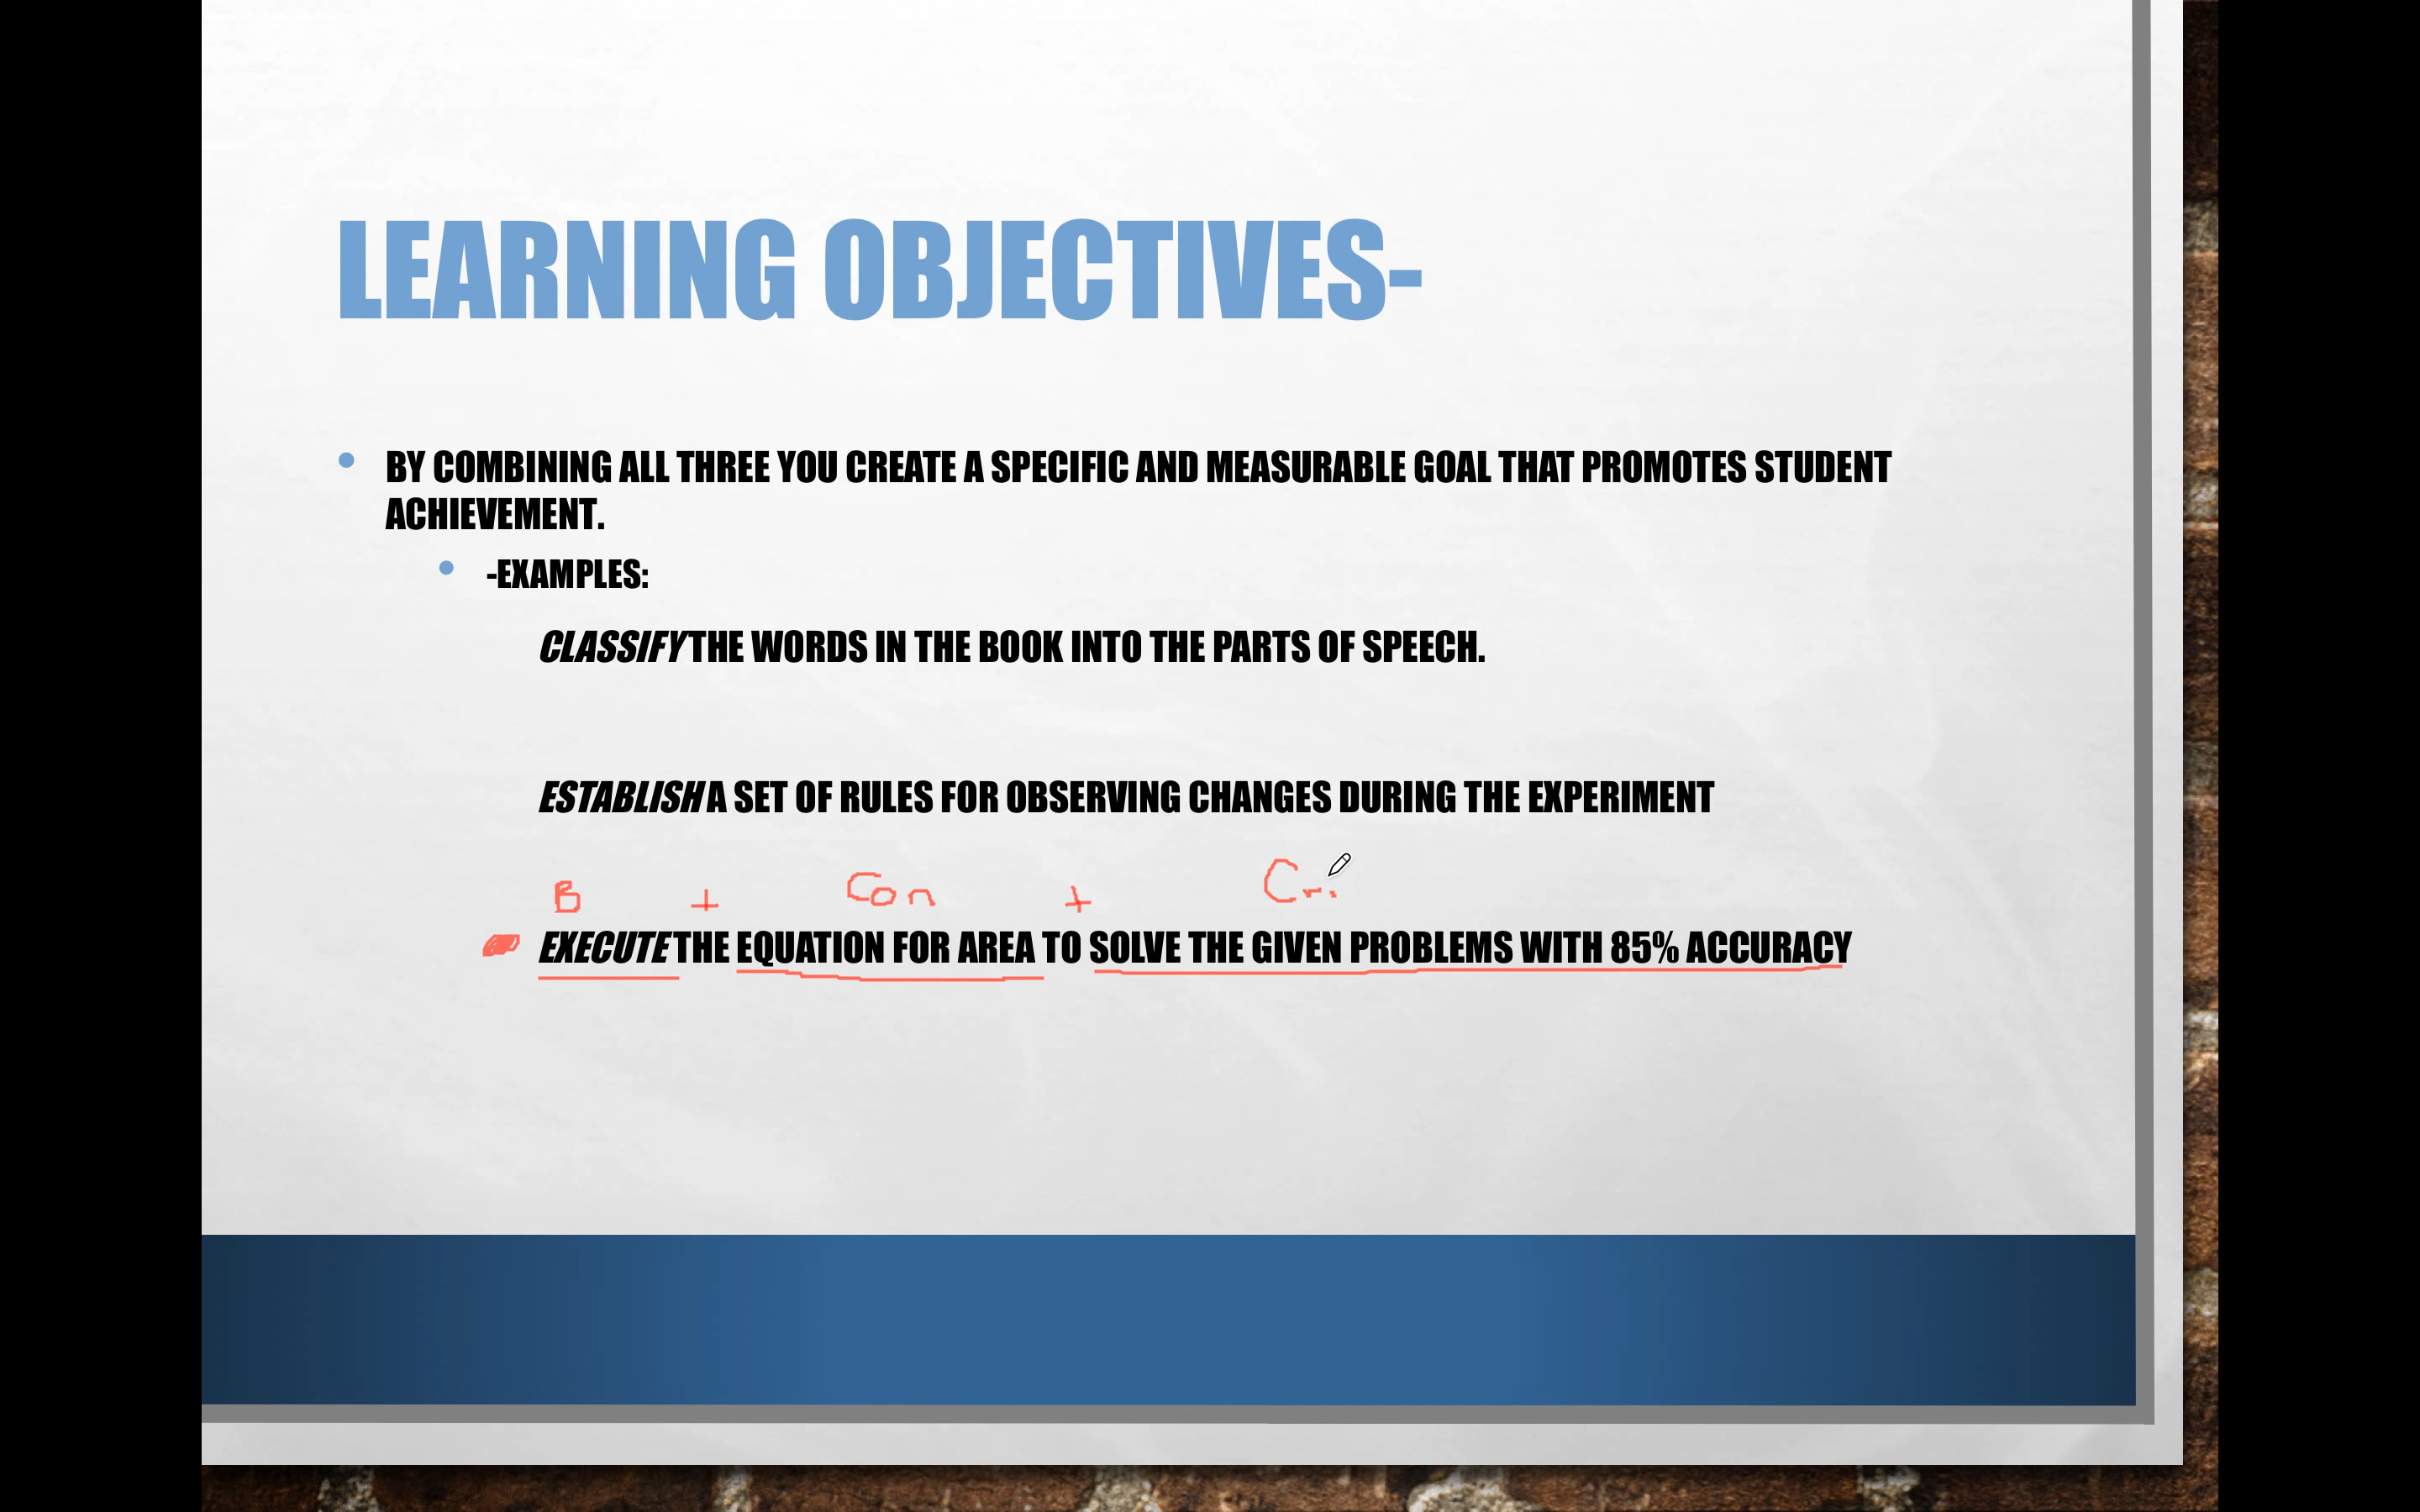 LEARNING OBJECTIVES-
BY COMBINING ALL THREE YOU CREATE A SPECIFIC AND MEASURABLE GOAL THAT PROMOTES STUDENT
ACHIEVEMENT.
-EXAMPLES:
CLASSIFY THE WORDS IN THE BOOK INTO THE PARTS OF SPEECH.
ESTABLISH A SET OF RULES FOR OBSERVING CHANGES DURING THE EXPERIMENT
B + Con + Cri
EXECUTE THE EQUATION FOR AREA TO SOLVE THE GIVEN PROBLEMS WITH 85% ACCURACY